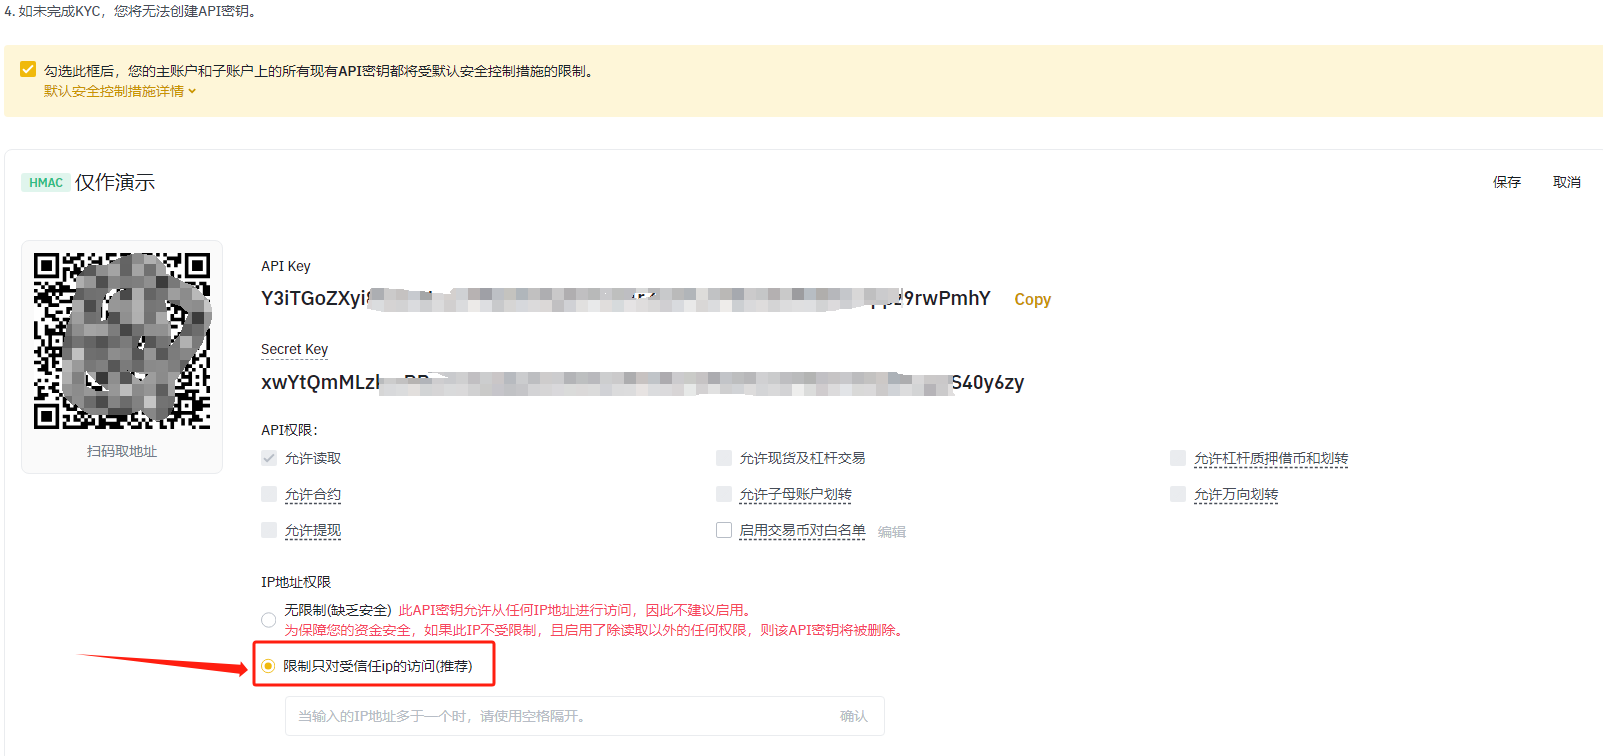 4. 如未完成KYC，您将无法创建API密钥。
勾选此框后，您的主账户和子账户上的所有现有API密钥都将受默认安全控制措施的限制。
默认安全控制措施详情
HMAC 仅作演示
保存 取消
扫码取地址
API Key
Y3iTGoZXyi z9rwPmhY Copy
Secret Key
xwYtQmMLz S40y6zy
API权限：
允许读取 允许现货及杠杆交易 允许杠杆质押借币和划转
允许合约 允许子母账户划转 允许万向划转
允许提现 启用交易币对白名单 编辑
IP地址权限
无限制(缺乏安全) 此API密钥允许从任何IP地址进行访问，因此不建议启用。
为保障您的资金安全，如果此IP不受限制，且启用了除读取以外的任何权限，则该API密钥将被删除。
限制只对受信任ip的访问(推荐)
当输入的IP地址多于一个时，请使用空格隔开。 确认